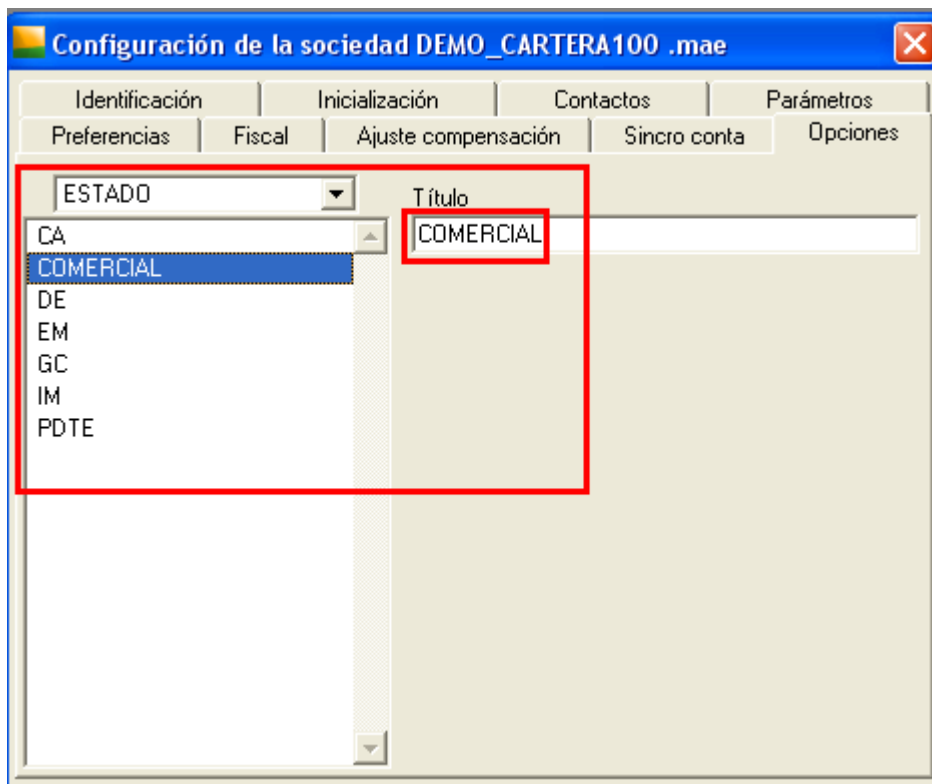 Configuración de la sociedad DEMO_CARTERA100 .mae
Identificación Inicialización Contactos Parámetros
Preferencias Fiscal Ajuste compensación Sincro conta Opciones
ESTADO
Título
COMERCIAL
CA
COMERCIAL
DE
EM
GC
IM
PDTE